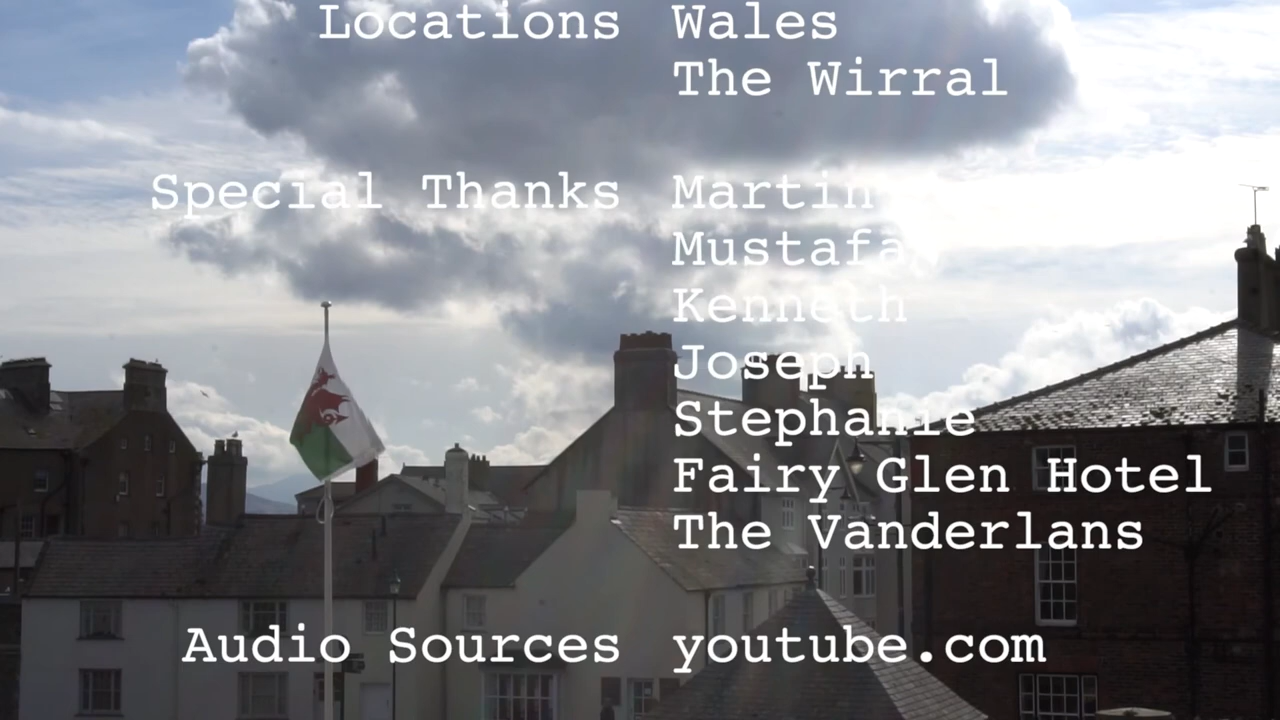 Locations Wales
The Wirral
Special Thanks Martin
Mustafa
Kenneth
Joseph
Stephanie
Fairy Glen Hotel
The Vanderlans
Audio Sources youtube.com